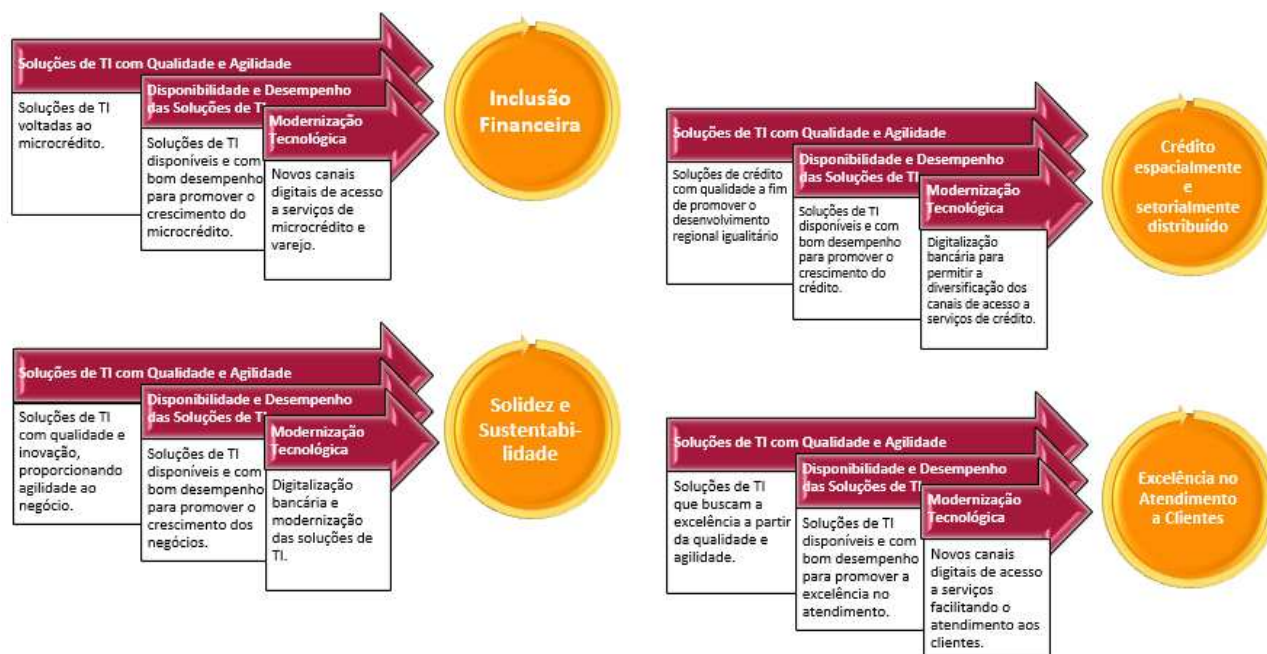 Soluções de TI com Qualidade e Agilidade
Soluções de TI
voltadas ao
microcrédito.
Disponibilidade e Desempenho
das Soluções de TI
Soluções de TI
disponíveis e com
bom desempenho
para promover o
crescimento do
microcrédito.
Modernização
Tecnológica
Novos canais
digitais de acesso
a serviços de
microcrédito e
varejo.
Inclusão
Financeira
Soluções de TI com Qualidade e Agilidade
Soluções de crédito
com qualidade a fim
de promover o
desenvolvimento
regional igualitário
Disponibilidade e Desempenho
das Soluções de TI
Soluções de TI
disponíveis e com
bom desempenho
para promover o
crescimento do
crédito.
Modernização
Tecnológica
Digitalização
bancária para
permitir a
diversificação dos
canais de acesso a
serviços de crédito.
Crédito
espacialmente
e
setorialmente
distribuído
Soluções de TI com Qualidade e Agilidade
Soluções de TI
com qualidade e
inovação,
proporcionando
agilidade ao
negócio.
Disponibilidade e Desempenho
das Soluções de TI
Soluções de TI
disponíveis e com
bom desempenho
para promover o
crescimento dos
negócios.
Modernização
Tecnológica
Digitalização
bancária e
modernização
das soluções de
TI.
Solidez e
Sustentabi-
lidade
Soluções de TI com Qualidade e Agilidade
Soluções de TI
que buscam a
excelência a partir
da qualidade e
agilidade.
Disponibilidade e Desempenho
das Soluções de TI
Soluções de TI
disponíveis e com
bom desempenho
para promover a
excelência no
atendimento.
Modernização
Tecnológica
Novos canais
digitais de acesso
a serviços
facilitando o
atendimento aos
clientes.
Excelência no
Atendimento
a Clientes